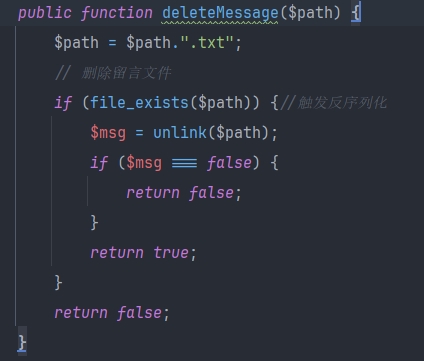 public function deleteMessage($path) {
$path = $path.".txt";
// 删除留言文件
if (file_exists($path)) {//触发反序列化
$msg = unlink($path);
if ($msg === false) {
return false;
}
return true;
}
return false;
}